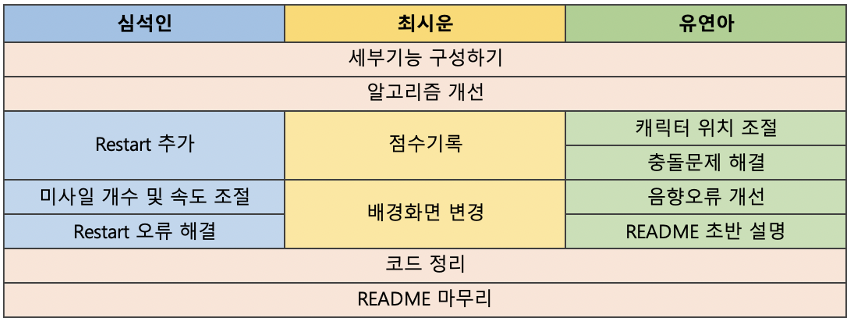 심석인 최시운 유연아
세부기능 구성하기
알고리즘 개선
Restart 추가
점수기록
캐릭터 위치 조절
충돌문제 해결
미사일 개수 및 속도 조절
Restart 오류 해결
배경화면 변경
음향오류 개선
README 초반 설명
코드 정리
README 마무리